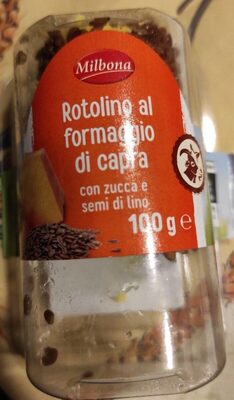 Milbona
Rotolino al
formaggio
di capra
con zucca e
semi di lino
100 g e